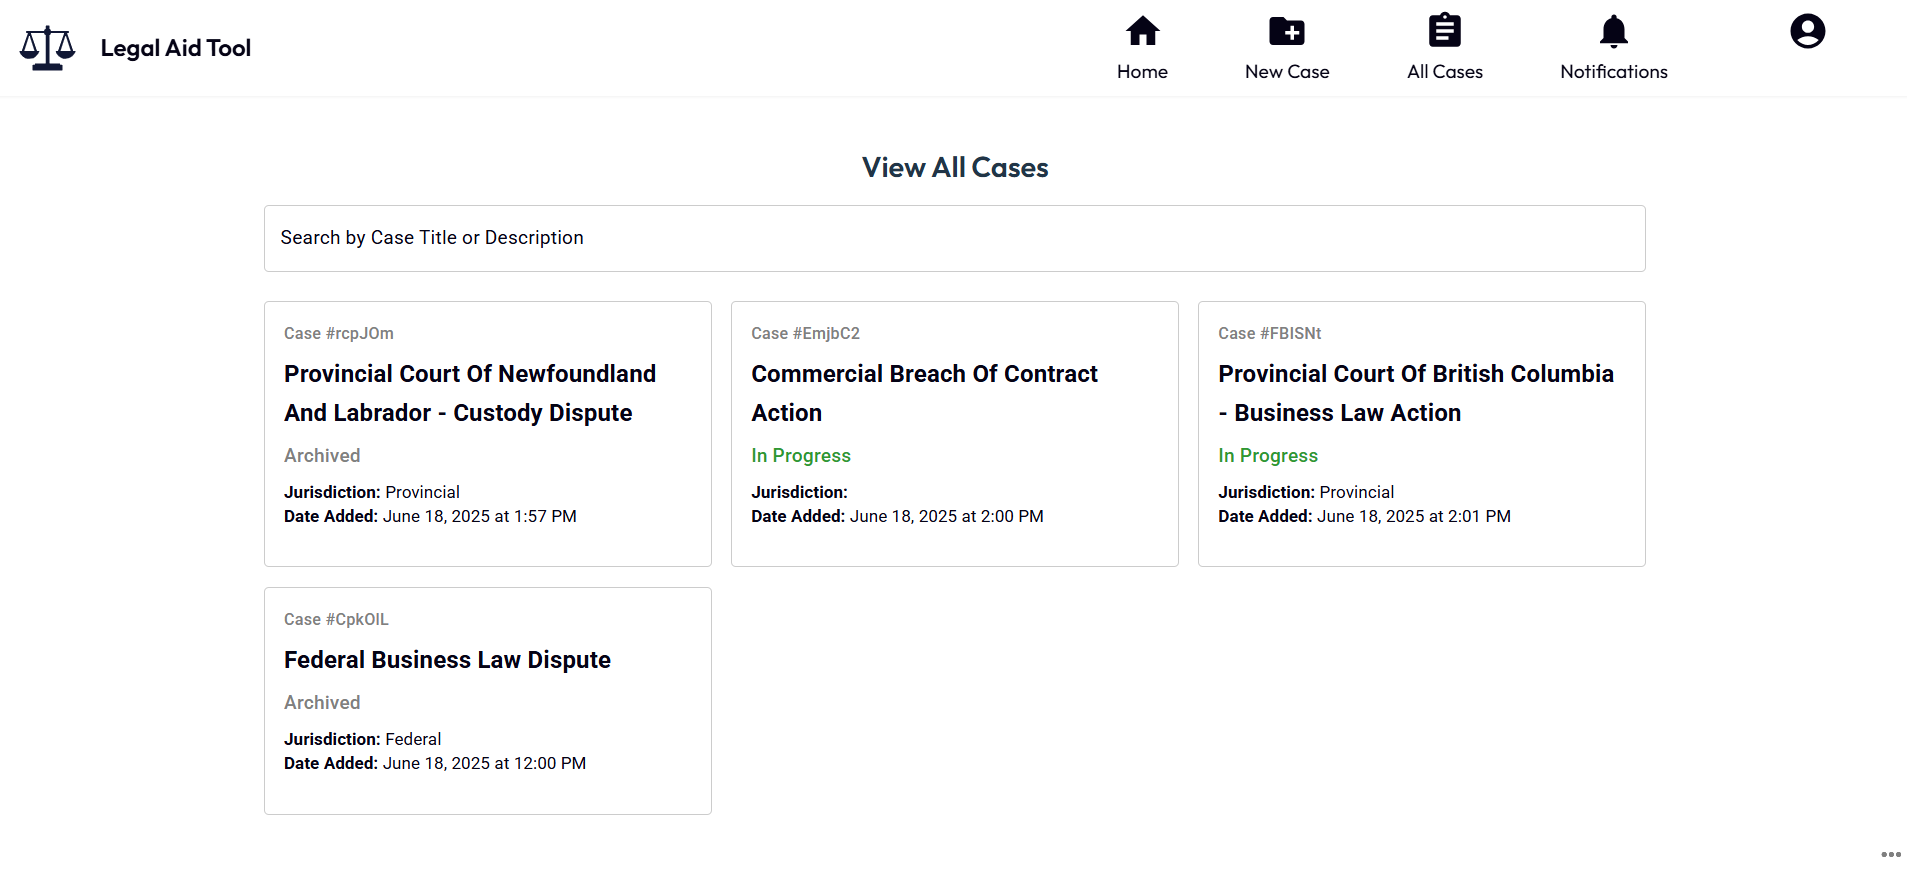 Legal Aid Tool
Home
New Case
All Cases
Notifications
View All Cases
Search by Case Title or Description
Case #rcpJOm
Provincial Court Of Newfoundland
And Labrador - Custody Dispute
Archived
Jurisdiction: Provincial
Date Added: June 18, 2025 at 1:57 PM
Case #EmjbC2
Commercial Breach Of Contract
Action
In Progress
Jurisdiction:
Date Added: June 18, 2025 at 2:00 PM
Case #FBISNt
Provincial Court Of British Columbia
- Business Law Action
In Progress
Jurisdiction: Provincial
Date Added: June 18, 2025 at 2:01 PM
Case #CpkOIL
Federal Business Law Dispute
Archived
Jurisdiction: Federal
Date Added: June 18, 2025 at 12:00 PM